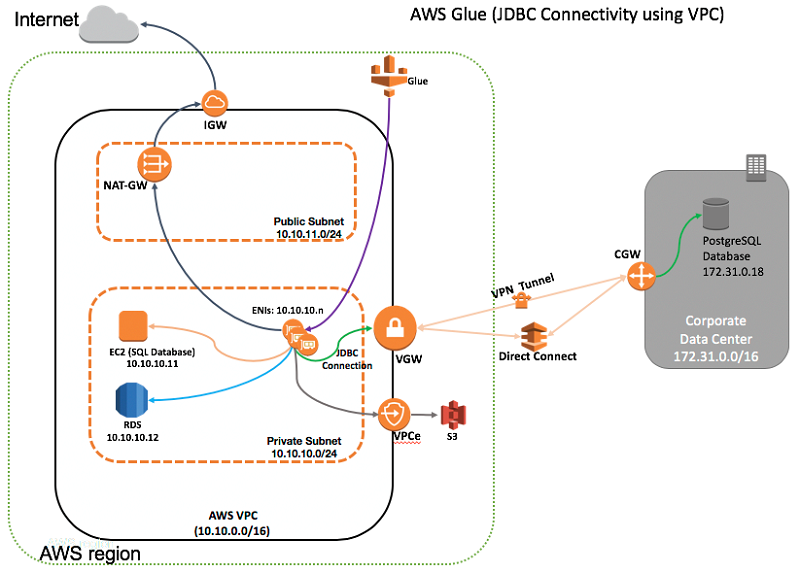 AWS Glue (JDBC Connectivity using VPC)
Internet
Glue
IGW
NAT-GW
Public Subnet
10.10.11.0/24
ENIs: 10.10.10.n
EC2 (SQL Database)
10.10.10.11
RDS
10.10.10.12
JDBC
Connection
VGW
VPCe
S3
Private Subnet
10.10.10.0/24
AWS VPC
(10.10.0.0/16)
AWS region
VPN Tunnel
Direct Connect
CGW
PostgreSQL
Database
172.31.0.18
Corporate
Data Center
172.31.0.0/16